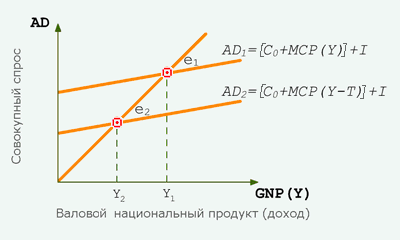 AD
AD₁=[C₀+MCP(Y)]+I
e₁
AD₂=[C₀+MCP(Y-T)]+I
e₂
Совокупный спрос
Y₂ Y₁
GNP(Y)
Валовой национальный продукт (доход)